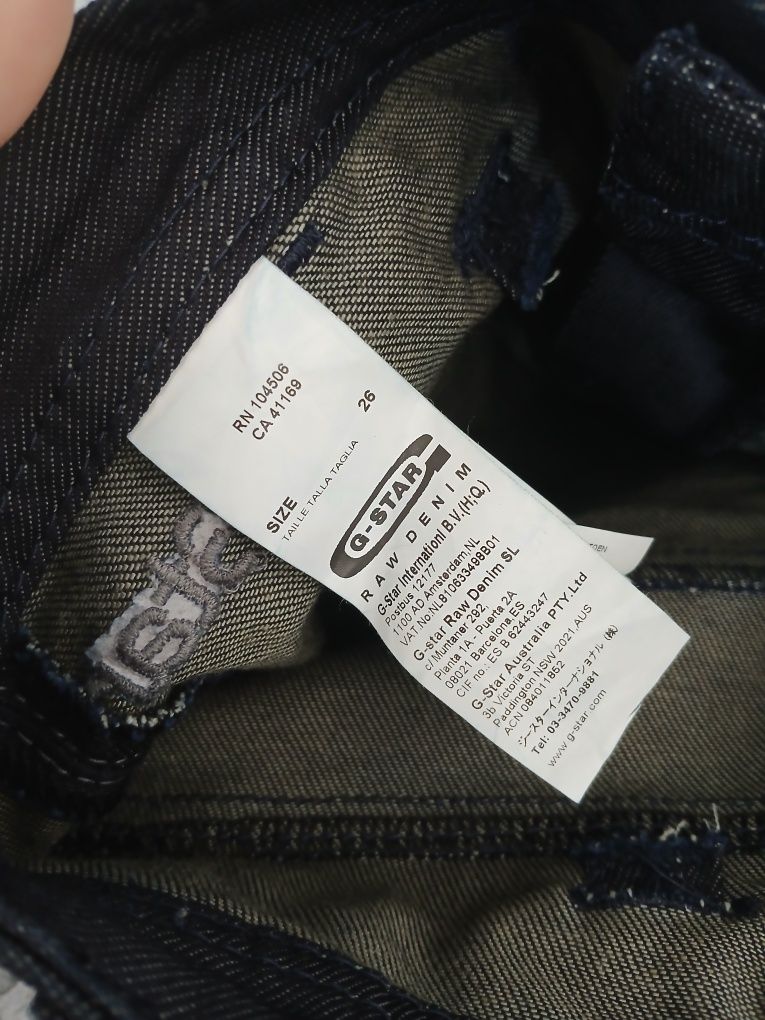 RN 104506
CA 41169
SIZE 26
TAILLE TALLA TAGLIA
G-STAR
RAW DENIM
G-Star Internationl B.V.(H.Q.)
Postbus 12177
1100 AD Amsterdam,NL
VAT No:NL810633498B01
G-star Raw Denim SL
c/ Muntaner 292,
Planta 1A - Puerta 2A
08021 Barcelona,ES
CIF no: ES B 62443247
G-Star Australia PTY.Ltd
3b Victoria ST
Paddington NSW 2021,AUS
ACN 084011852
ジースターインターナショナル（株）
Tel: 03-3470-9881
www.g-star.com